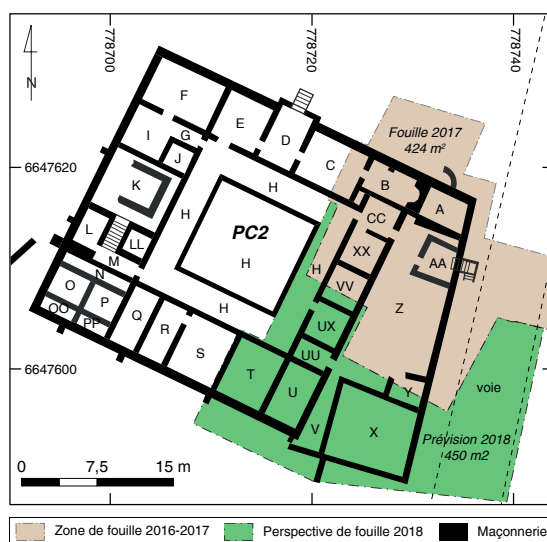 778700
778720
778740
N
6647620
6647600
Fouille 2017
424 m²
F
E
D
C
I
G
J
B
A
K
H
H
CC
PC2
XX
AA
L
LL
M
N
H
H
VV
Z
O
P
OO
PP
Q
R
S
H
UX
UU
T
U
Y
voie
V
X
Prévision 2018
450 m2
0 7,5 15 m
Zone de fouille 2016-2017 Perspective de fouille 2018 Maçonnerie